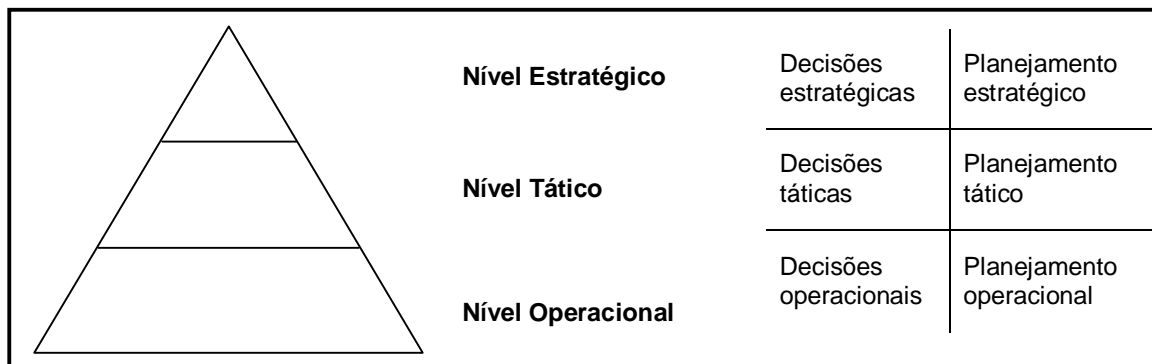 Nível Estratégico
Decisões
estratégicas
Planejamento
estratégico
Nível Tático
Decisões
táticas
Planejamento
tático
Nível Operacional
Decisões
operacionais
Planejamento
operacional